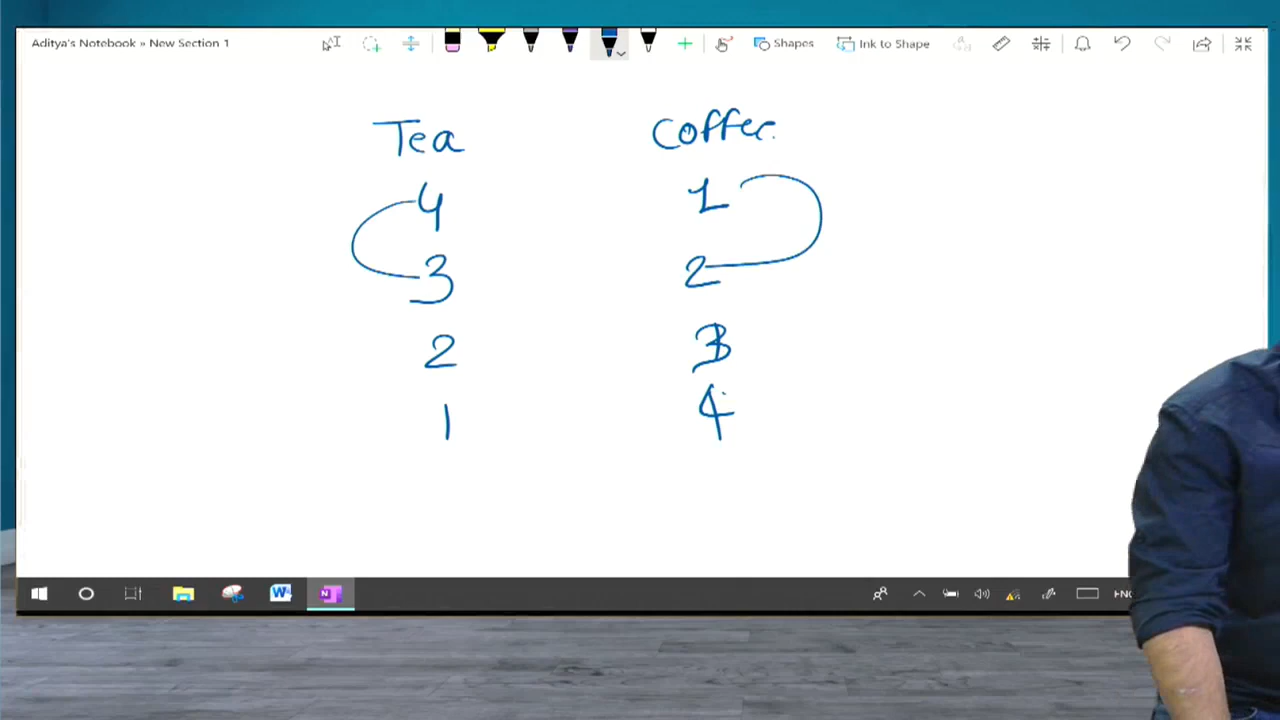 Aditya's Notebook » New Section 1
Shapes
Ink to Shape
Tea Coffee
4 1
3 2
2 3
1 4
W
N